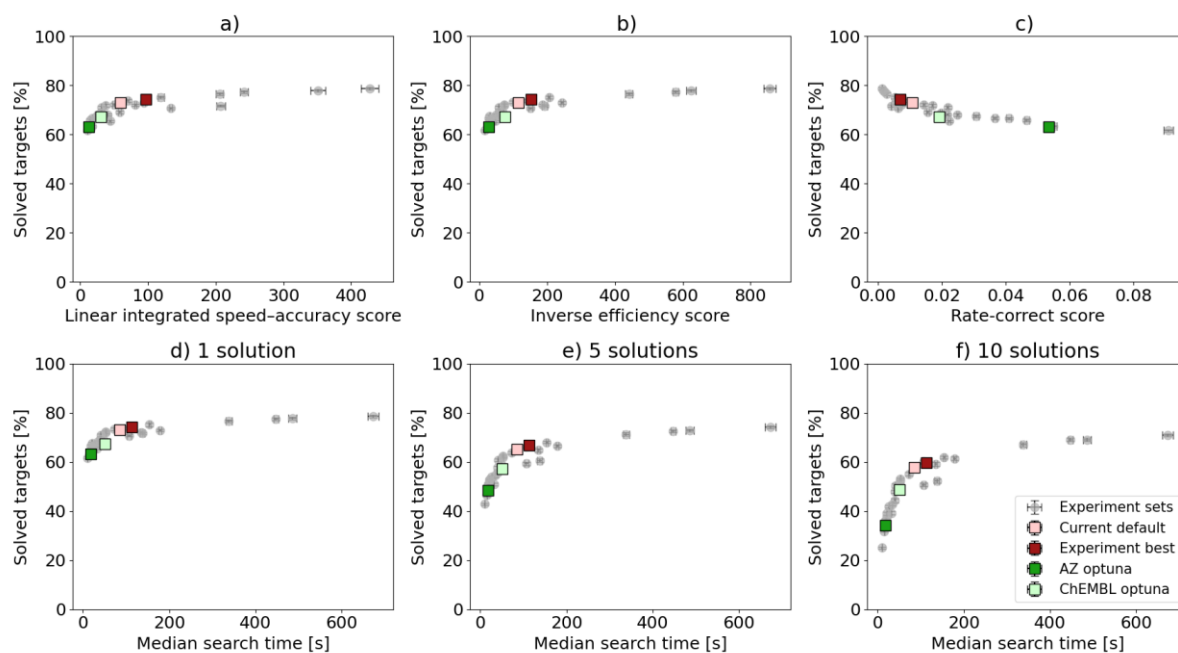 a)
100
80
60
40
20
0
Solved targets [%]
0 100 200 300 400
Linear integrated speed–accuracy score
b)
100
80
60
40
20
0
Solved targets [%]
0 200 400 600 800
Inverse efficiency score
c)
100
80
60
40
20
0
Solved targets [%]
0.00 0.02 0.04 0.06 0.08
Rate-correct score
d) 1 solution
100
80
60
40
20
0
Solved targets [%]
0 200 400 600
Median search time [s]
e) 5 solutions
100
80
60
40
20
0
Solved targets [%]
0 200 400 600
Median search time [s]
f) 10 solutions
100
80
60
40
20
0
Solved targets [%]
0 200 400 600
Median search time [s]
Experiment sets
Current default
Experiment best
AZ optuna
ChEMBL optuna